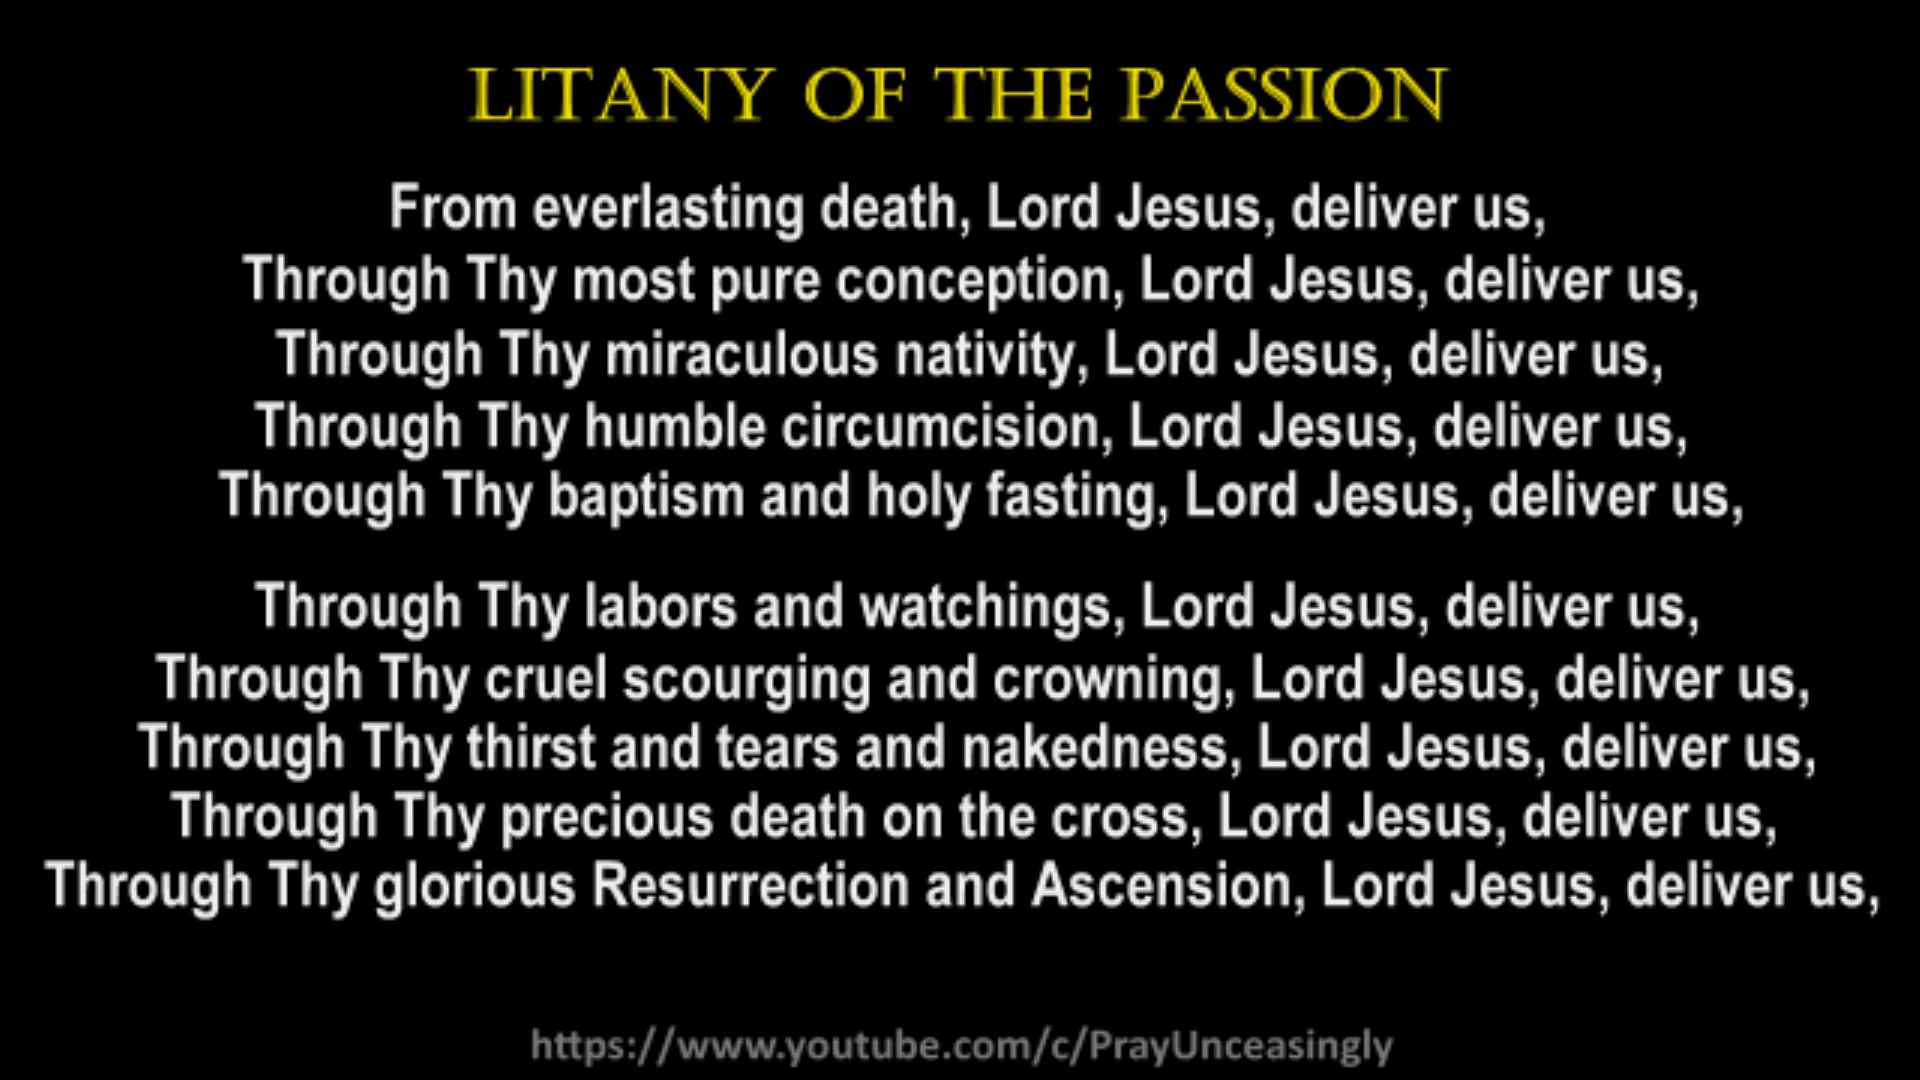 LITANY OF THE PASSION
From everlasting death, Lord Jesus, deliver us,
Through Thy most pure conception, Lord Jesus, deliver us,
Through Thy miraculous nativity, Lord Jesus, deliver us,
Through Thy humble circumcision, Lord Jesus, deliver us,
Through Thy baptism and holy fasting, Lord Jesus, deliver us,
Through Thy labors and watchings, Lord Jesus, deliver us,
Through Thy cruel scourging and crowning, Lord Jesus, deliver us,
Through Thy thirst and tears and nakedness, Lord Jesus, deliver us,
Through Thy precious death on the cross, Lord Jesus, deliver us,
Through Thy glorious Resurrection and Ascension, Lord Jesus, deliver us,
https://www.youtube.com/c/PrayUnceasingly